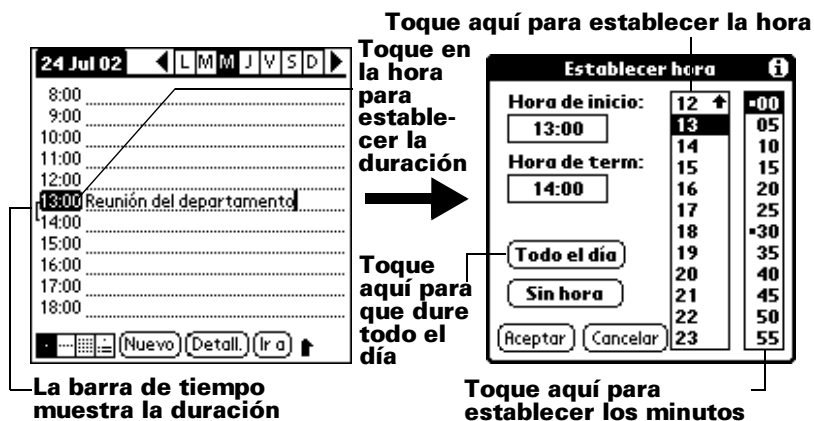 Toque aquí para establecer la hora
24 Jul 02 L M M J V S D
8:00
9:00
10:00
11:00
12:00
13:00 Reunión del departamento
14:00
15:00
16:00
17:00
18:00
Nuevo Detall. Ir a
Toque en
la hora
para
estable-
cer la
duración
Establecer hora
Hora de inicio:
13:00
Hora de term:
14:00
Todo el día
Sin hora
Aceptar Cancelar
12
13
14
15
16
17
18
19
20
21
22
23
00
05
10
15
20
25
30
35
40
45
50
55
Toque
aquí para
que dure
todo el
día
La barra de tiempo
muestra la duración
Toque aquí para
establecer los minutos